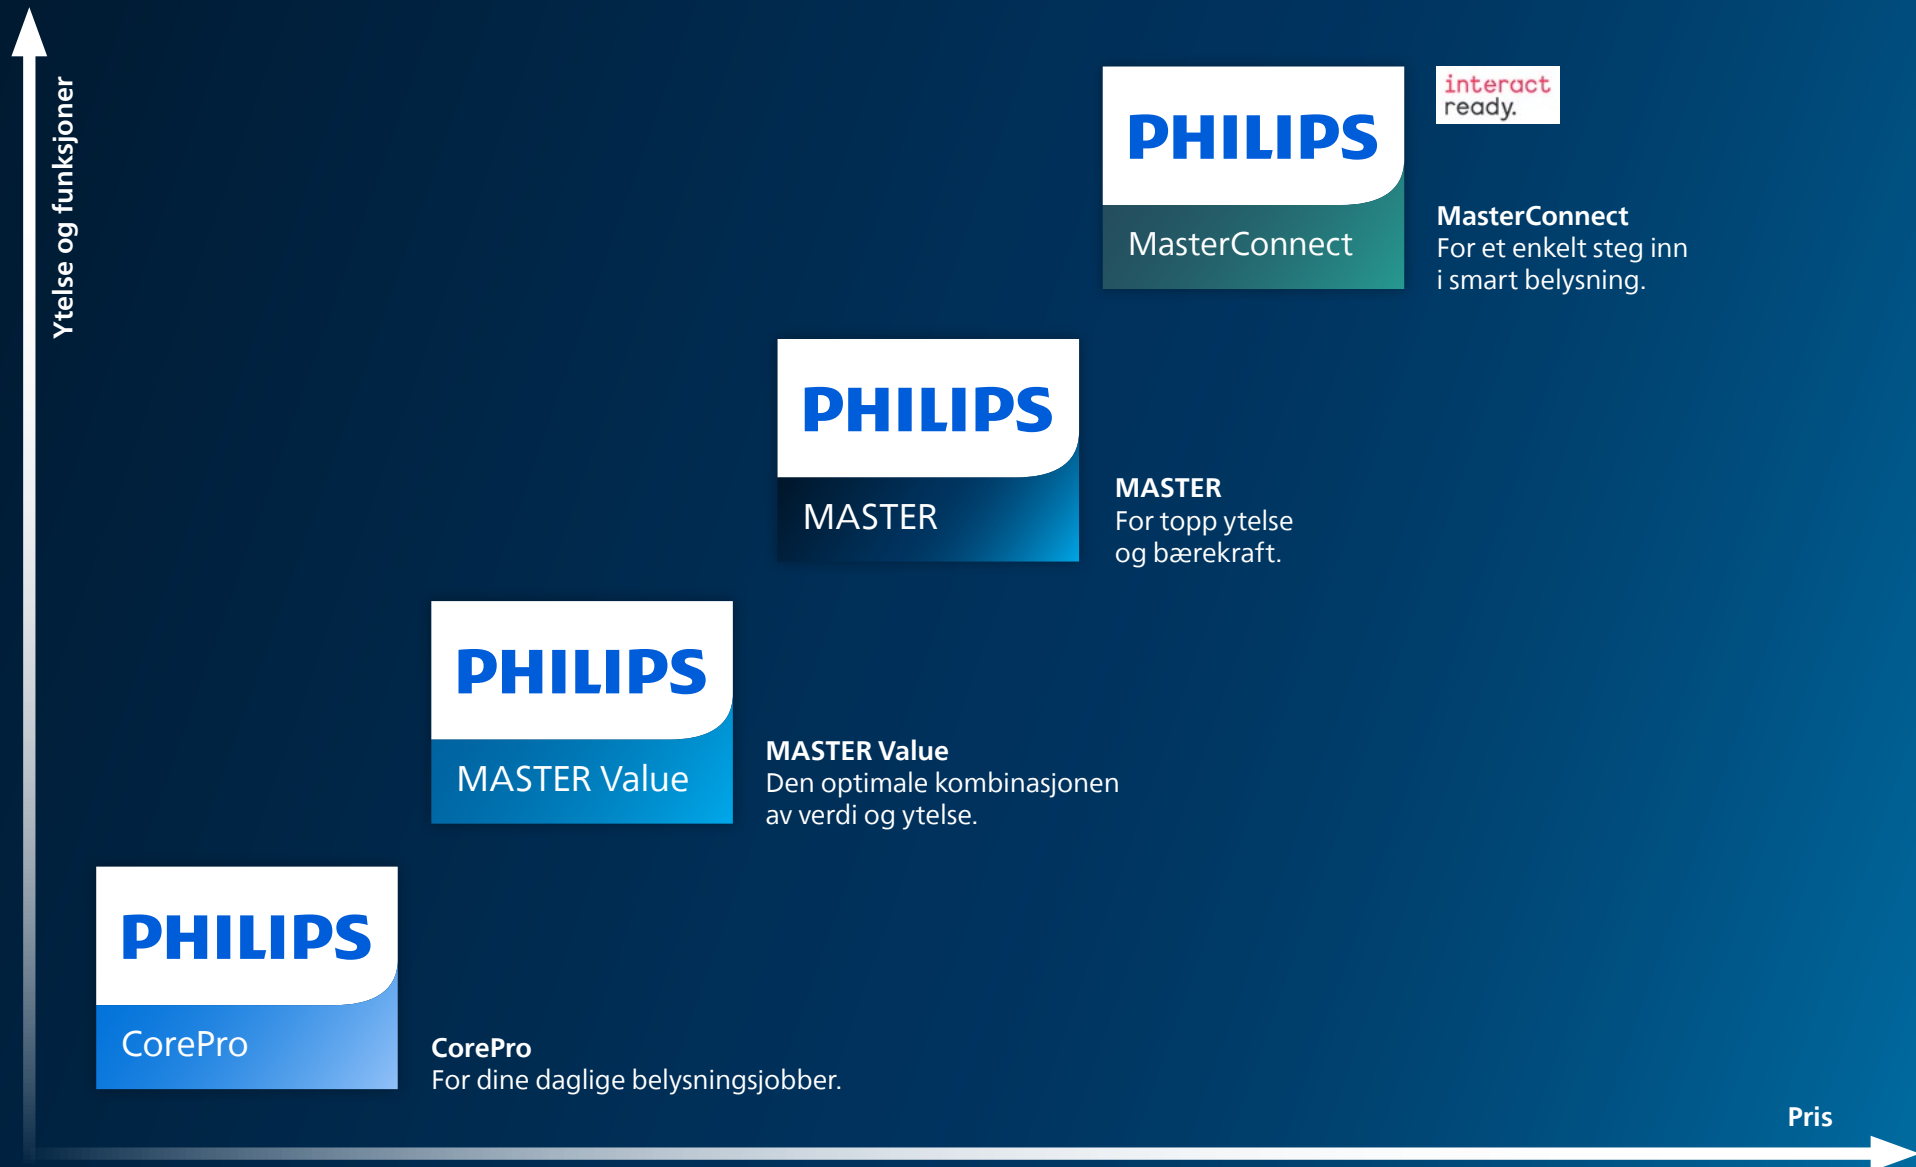 Ytelse og funksjoner
PHILIPS
MasterConnect
interact
ready.
MasterConnect
For et enkelt steg inn
i smart belysning.
PHILIPS
MASTER
MASTER
For topp ytelse
og bærekraft.
PHILIPS
MASTER Value
MASTER Value
Den optimale kombinasjonen
av verdi og ytelse.
PHILIPS
CorePro
CorePro
For dine daglige belysningsjobber.
Pris